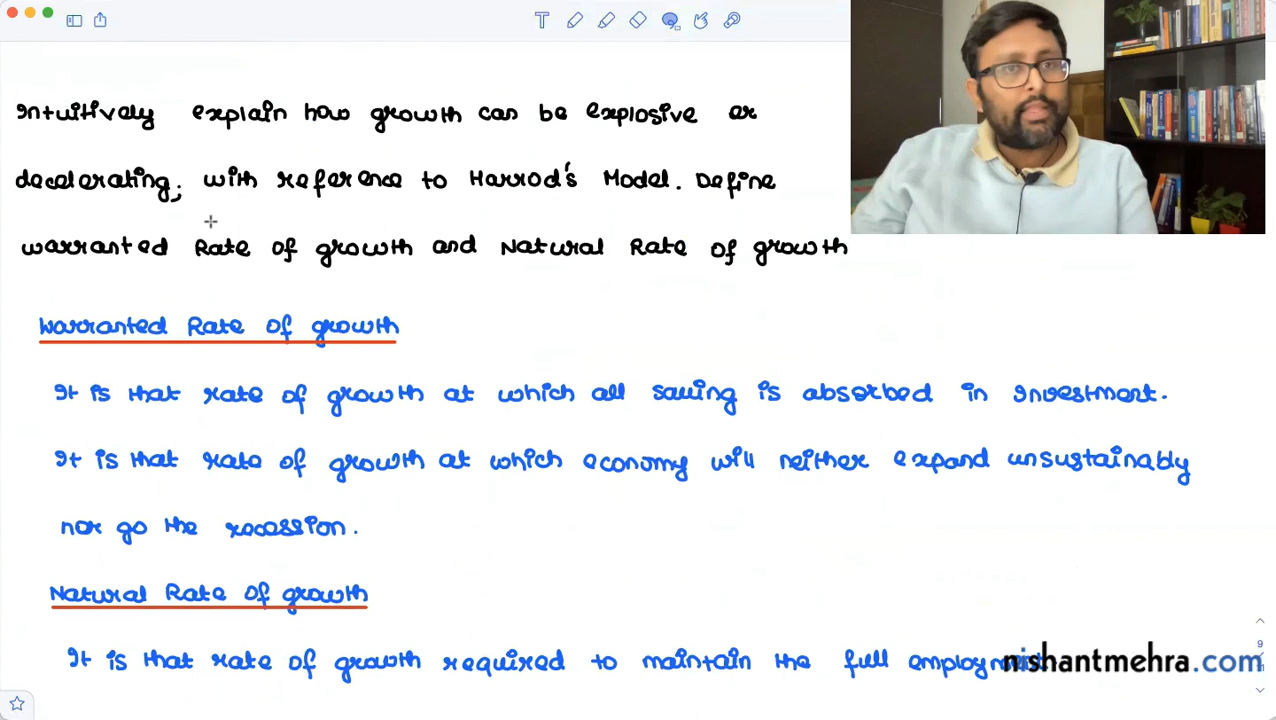 Intuitively explain how growth can be explosive or
decelerating; with reference to Harrod's Model. Define
warranted Rate of growth and Natural Rate of growth
Warranted Rate of growth
It is that rate of growth at which all saving is absorbed in Investment.
It is that rate of growth at which economy will neither expand unsustainably
nor go the recession.
Natural Rate of growth
It is that rate of growth required to maintain the full employment
nishantmehra.com
9